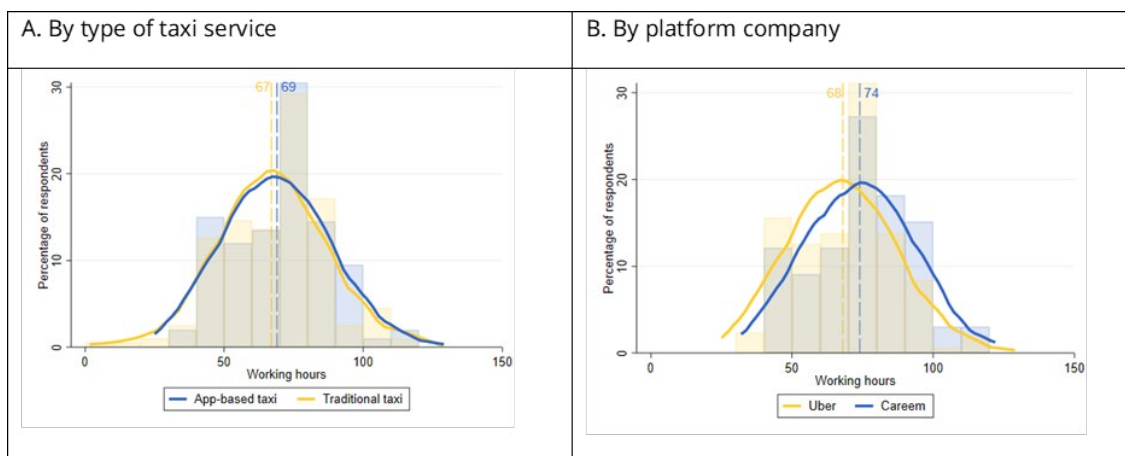 A. By type of taxi service
B. By platform company
67 69
30
20
10
0
Percentage of respondents
0 50 100 150
Working hours
App-based taxi Traditional taxi
68 74
30
20
10
0
Percentage of respondents
0 50 100 150
Working hours
Uber Careem